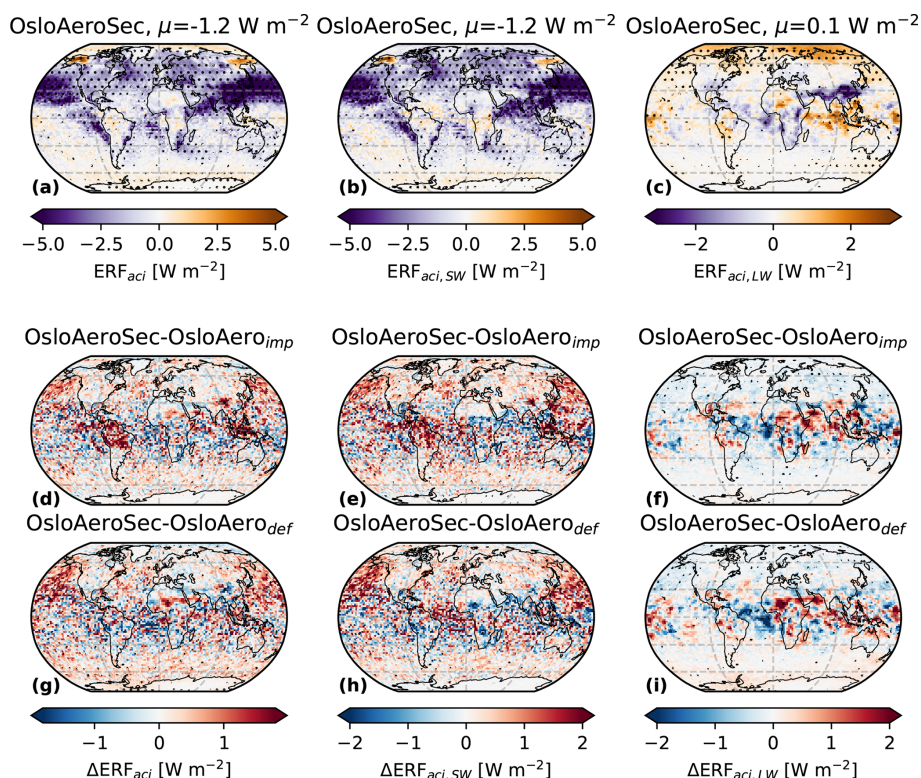 OsloAeroSec, μ=-1.2 W m⁻² OsloAeroSec, μ=-1.2 W m⁻² OsloAeroSec, μ=0.1 W m⁻²
(a) (b) (c)
−5.0 −2.5 0.0 2.5 5.0 −5.0 −2.5 0.0 2.5 5.0 −2 0 2
ERF_aci [W m⁻²] ERF_aci,SW [W m⁻²] ERF_aci,LW [W m⁻²]
OsloAeroSec-OsloAero_imp OsloAeroSec-OsloAero_imp OsloAeroSec-OsloAero_imp
(d) (e) (f)
OsloAeroSec-OsloAero_def OsloAeroSec-OsloAero_def OsloAeroSec-OsloAero_def
(g) (h) (i)
−1 0 1 −2 −1 0 1 2 −2 −1 0 1 2
ΔERF_aci [W m⁻²] ΔERF_aci,SW [W m⁻²] ΔERF_aci,LW [W m⁻²]